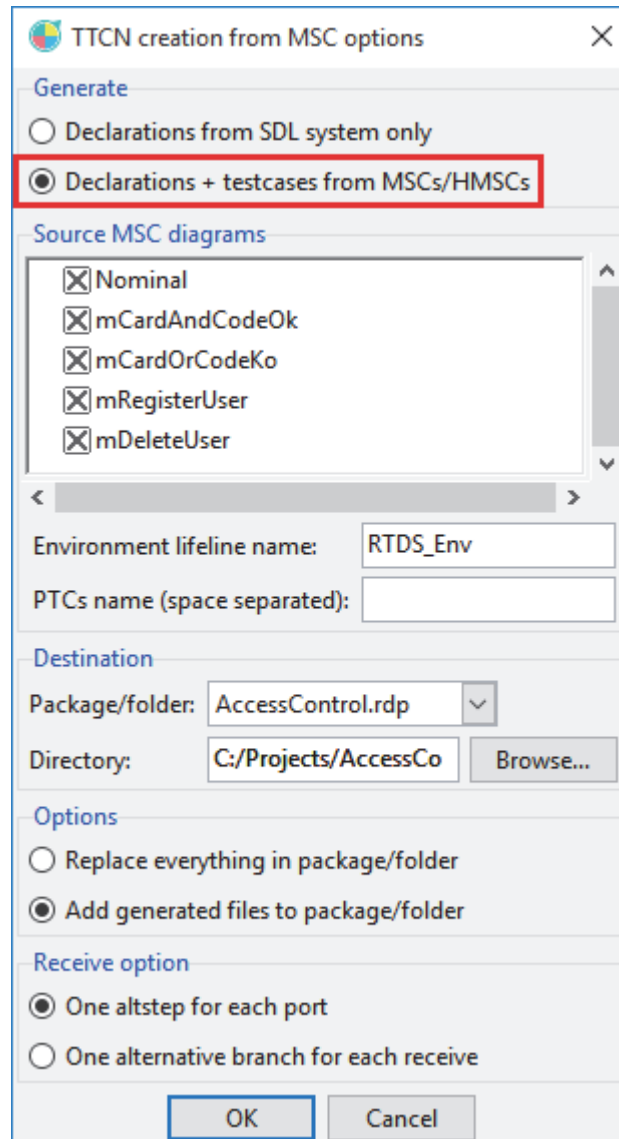 TTCN creation from MSC options
Generate
Declarations from SDL system only
Declarations + testcases from MSCs/HMSCs
Source MSC diagrams
Nominal
mCardAndCodeOk
mCardOrCodeKo
mRegisterUser
mDeleteUser
Environment lifeline name: RTDS_Env
PTCs name (space separated):
Destination
Package/folder: AccessControl.rdp
Directory: C:/Projects/AccessCo Browse...
Options
Replace everything in package/folder
Add generated files to package/folder
Receive option
One altstep for each port
One alternative branch for each receive
OK Cancel